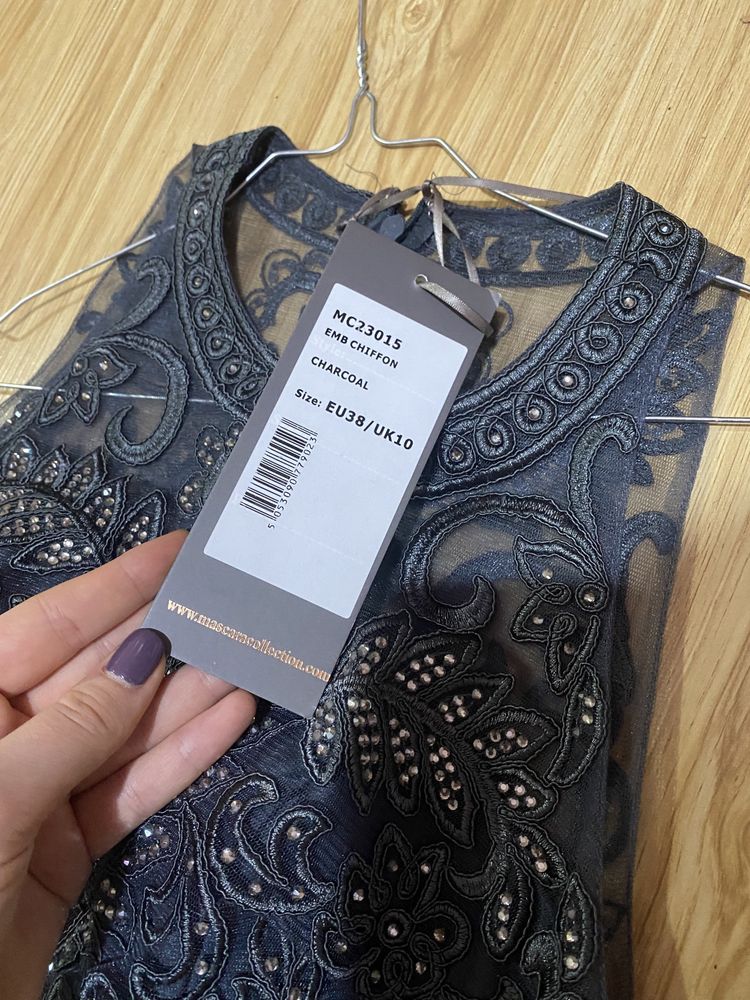 MC23015
EMB CHIFFON
CHARCOAL
Size: EU38/UK10
5 053090 779023
www.mascaracollection.com